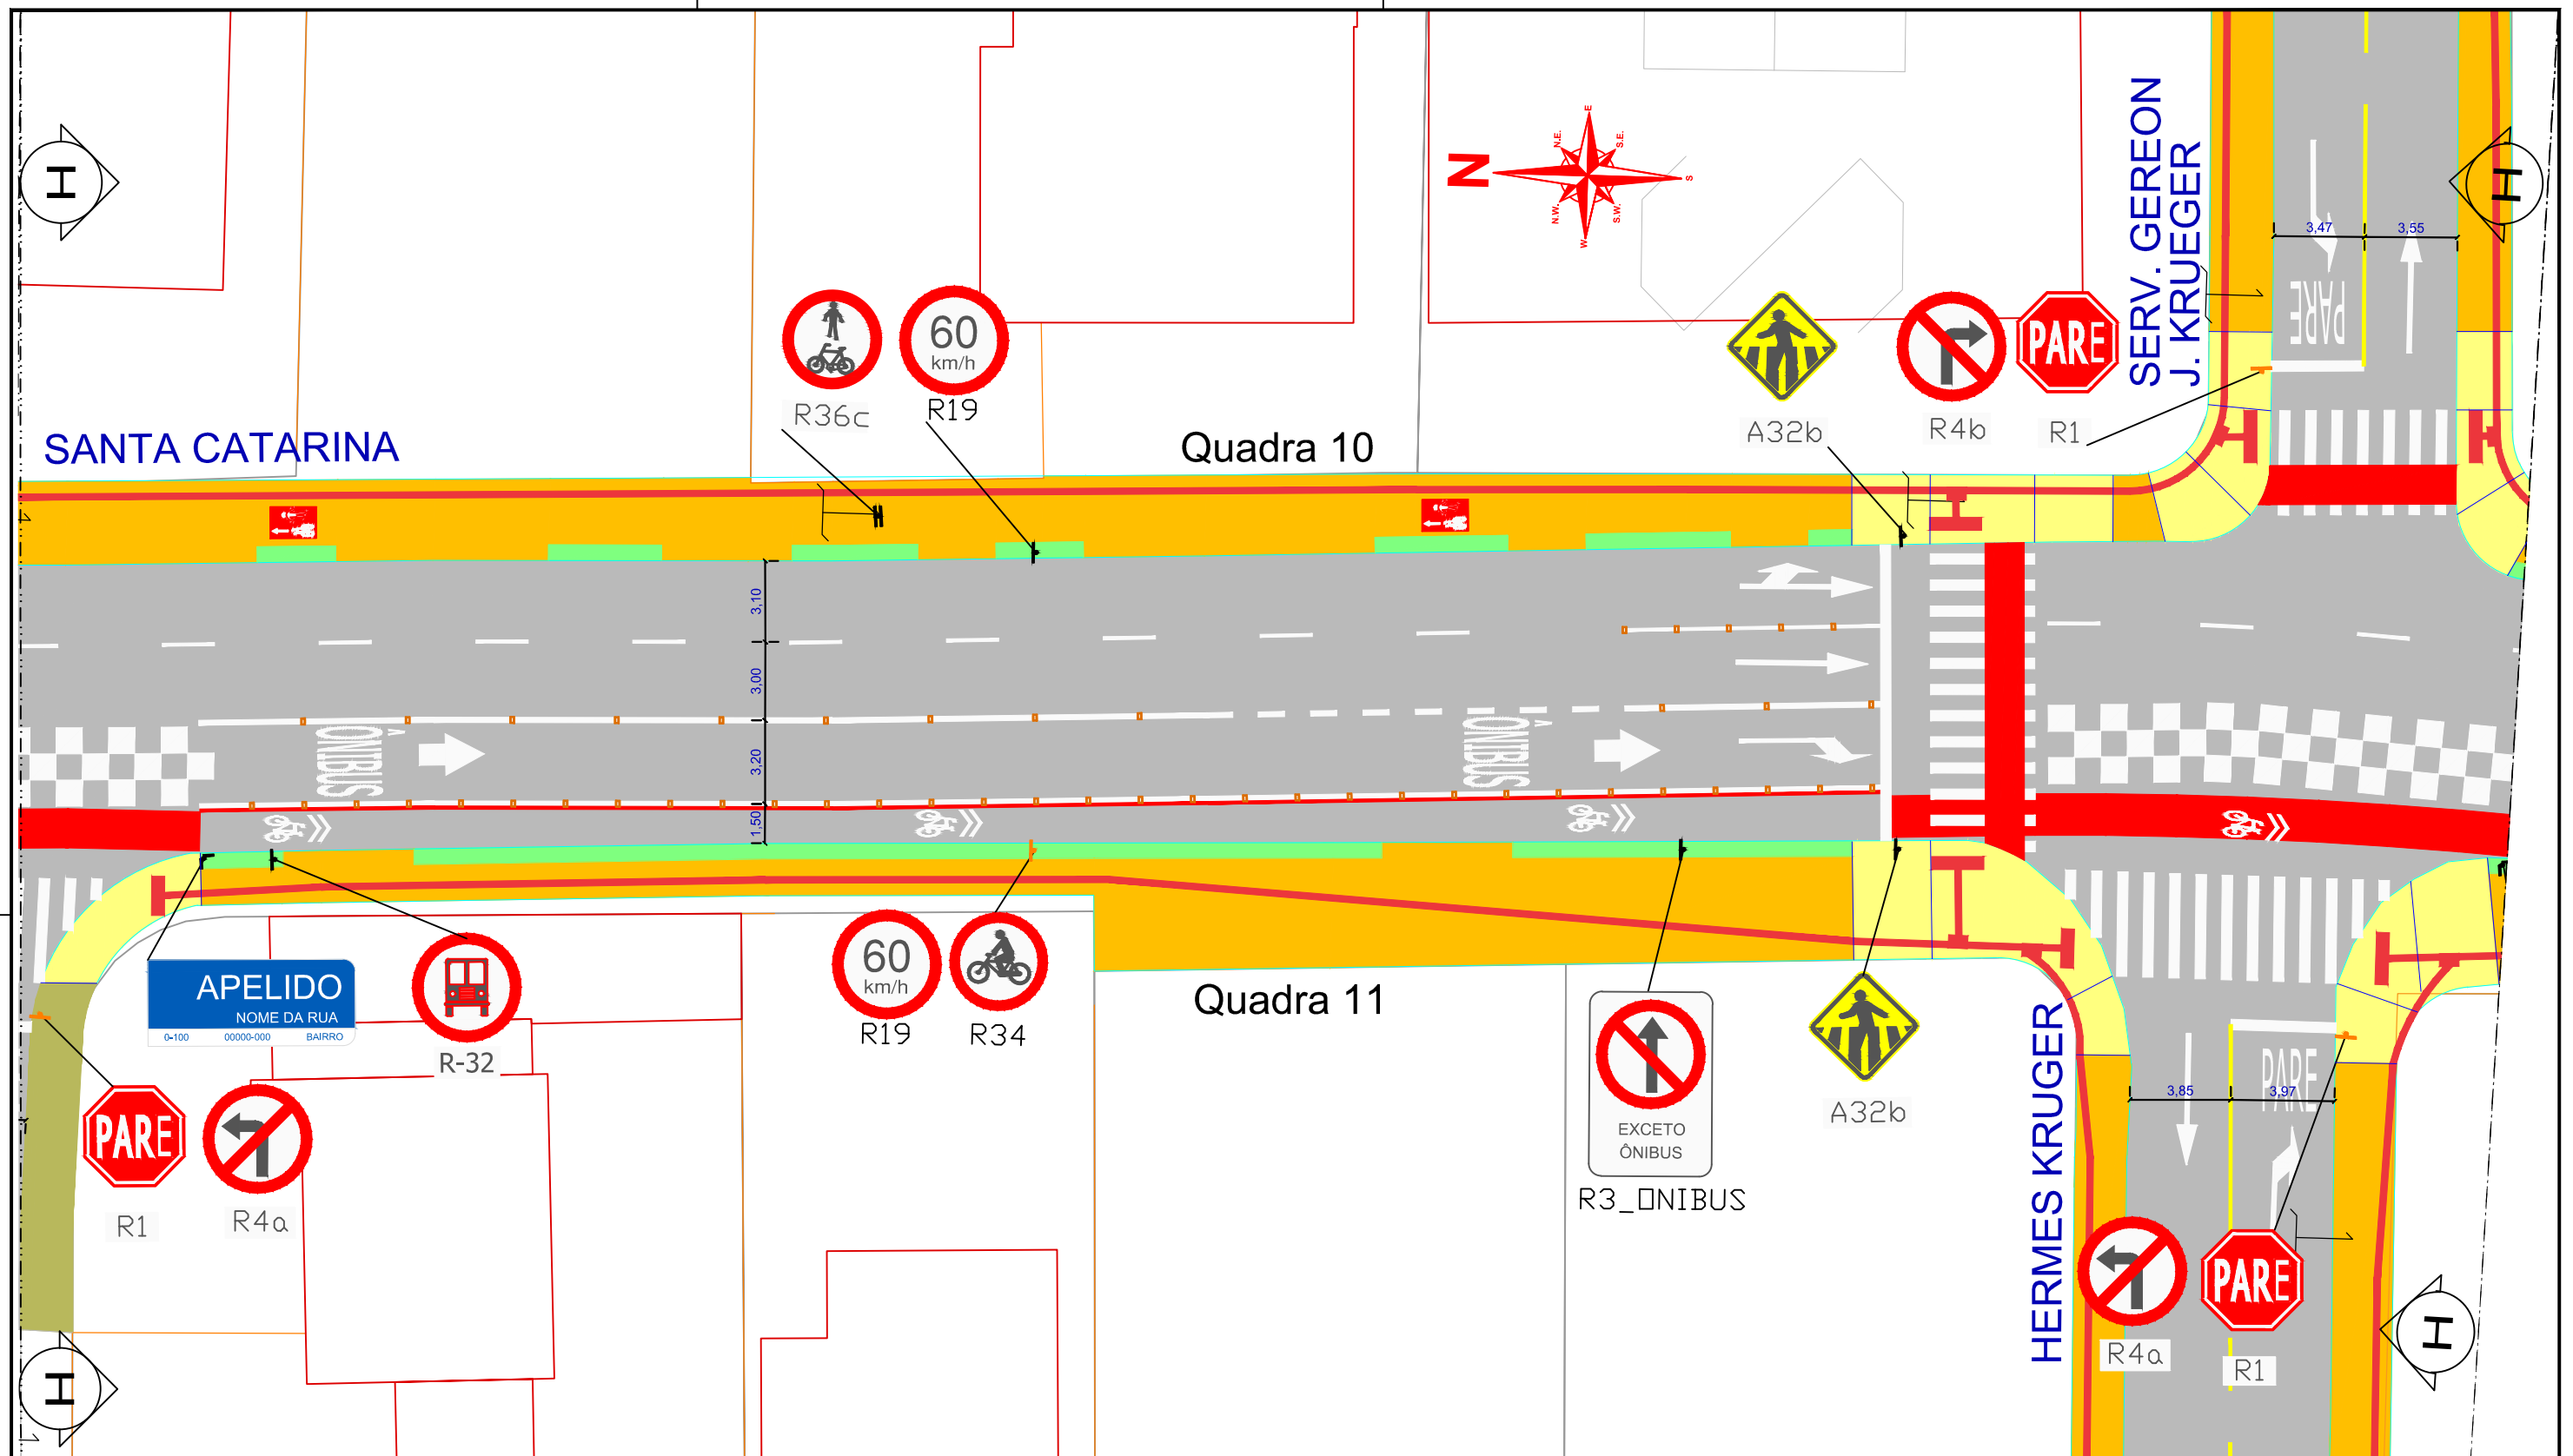 H
H
N
E
N.E.
S.E.
S
N.W.
S.W.
W
SERV. GEREON
J. KRUEGER
3,47
3,55
PARE
60
km/h
R36c
R19
A32b
R4b
PARE
R1
SANTA CATARINA
Quadra 10
3,10
3,00
3,20
1,50
ÔNIBUS
À
ÔNIBUS
À
APELIDO
NOME DA RUA
0-100
00000-000
BAIRRO
R-32
60
km/h
R19
R34
Quadra 11
EXCETO
ÔNIBUS
R3_ÔNIBUS
A32b
PARE
R1
R4a
HERMES KRUGER
3,85
3,97
PARE
R4a
PARE
R1
H
H